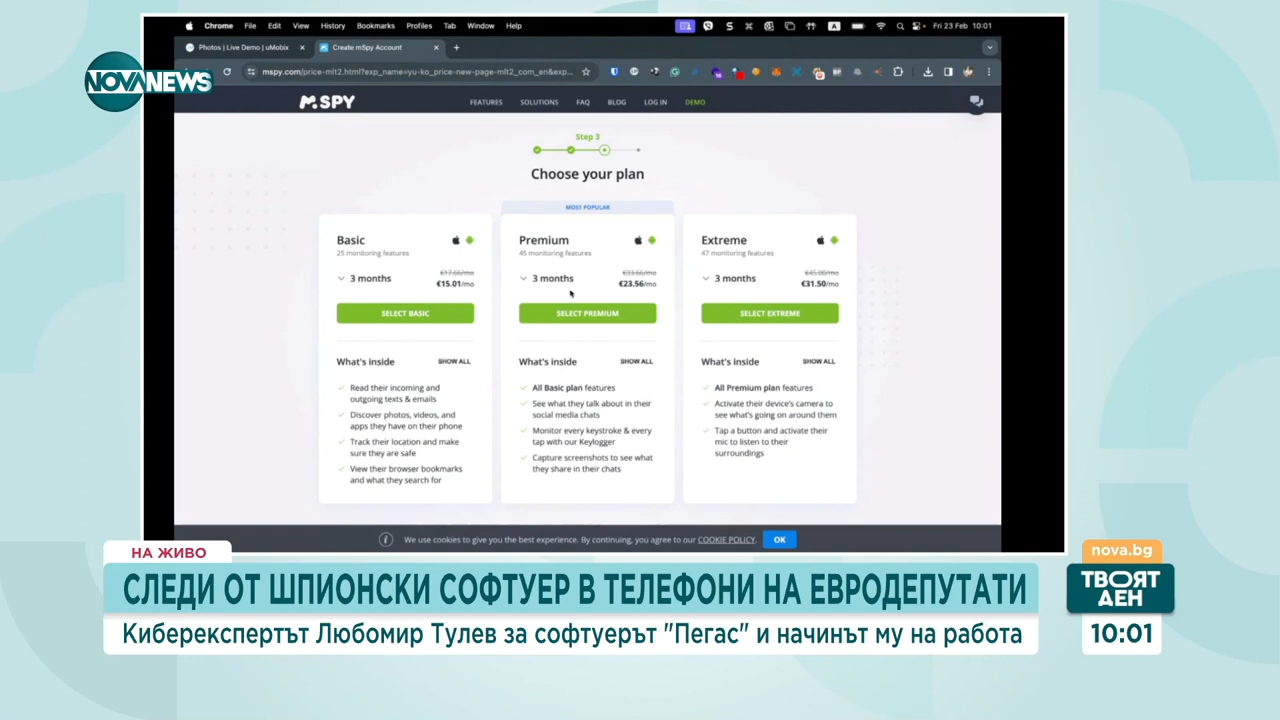 Chrome File Edit View History Bookmarks Profiles Tab Window Help
A Fri 23 Feb 10:01
Photos | Live Demo | uMobix
Create mSpy Account
mspy.com/price-mlt2.html?exp_name=yu-ko_price-new-page-mlt2_com_en&exp...
NOVA NEWS
M.SPY
FEATURES SOLUTIONS FAQ BLOG LOG IN DEMO
Step 3
Choose your plan
MOST POPULAR
Basic
25 monitoring features
3 months
€17.66/mo
€15.01/mo
SELECT BASIC
What's inside SHOW ALL
Read their incoming and
outgoing texts & emails
Discover photos, videos, and
apps they have on their phone
Track their location and make
sure they are safe
View their browser bookmarks
and what they search for
Premium
45 monitoring features
3 months
€33.66/mo
€23.56/mo
SELECT PREMIUM
What's inside SHOW ALL
All Basic plan features
See what they talk about in their
social media chats
Monitor every keystroke & every
tap with our Keylogger
Capture screenshots to see what
they share in their chats
Extreme
47 monitoring features
3 months
€45.00/mo
€31.50/mo
SELECT EXTREME
What's inside SHOW ALL
All Premium plan features
Activate their device's camera to
see what's going on around them
Tap a button and activate their
mic to listen to their
surroundings
We use cookies to give you the best experience. By continuing, you agree to our COOKIE POLICY. OK
НА ЖИВО
СЛЕДИ ОТ ШПИОНСКИ СОФТУЕР В ТЕЛЕФОНИ НА ЕВРОДЕПУТАТИ
Киберекспертът Любомир Тулев за софтуерът "Пегас" и начинът му на работа
nova.bg
ТВОЯТ
ДЕН
10:01